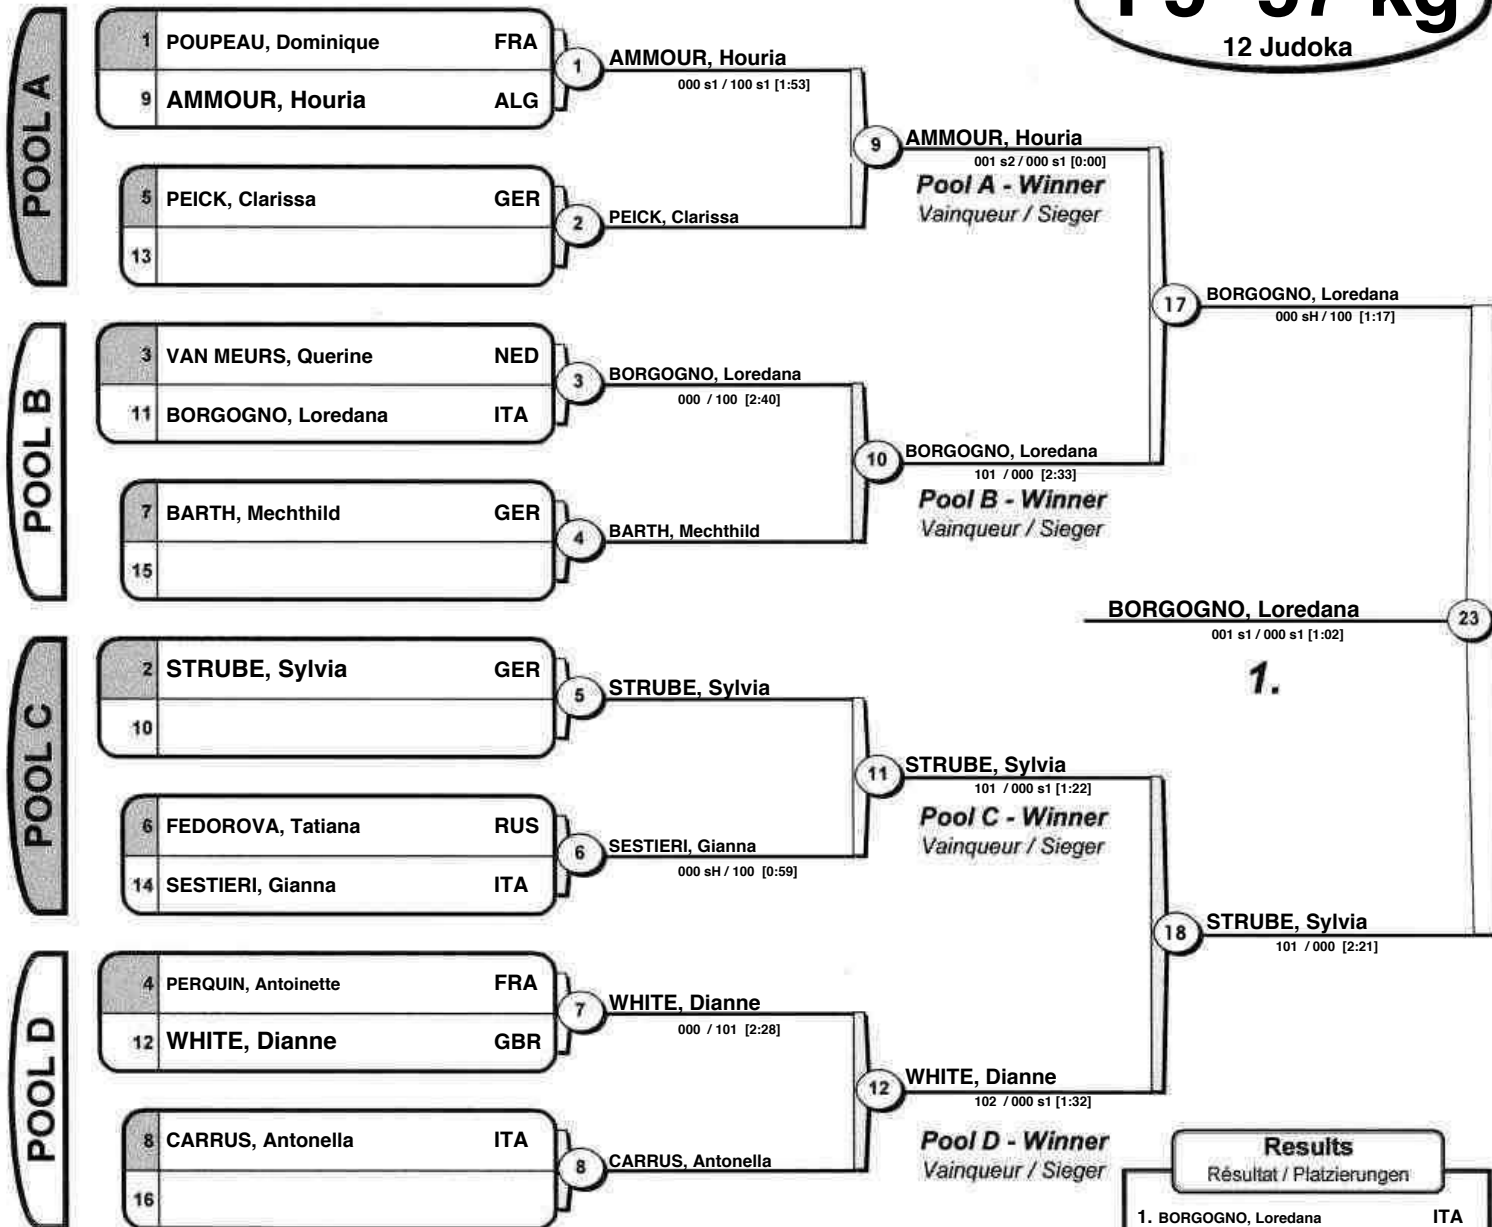 12 Judoka
POOL A
1 POUPEAU, Dominique FRA
9 AMMOUR, Houria ALG
1
AMMOUR, Houria
000 s1 / 100 s1 [1:53]
5 PEICK, Clarissa GER
13
2
PEICK, Clarissa
9
AMMOUR, Houria
001 s2 / 000 s1 [0:00]
Pool A - Winner
Vainqueur / Sieger
POOL B
3 VAN MEURS, Querine NED
11 BORGOGNO, Loredana ITA
3
BORGOGNO, Loredana
000 / 100 [2:40]
7 BARTH, Mechthild GER
15
4
BARTH, Mechthild
10
BORGOGNO, Loredana
101 / 000 [2:33]
Pool B - Winner
Vainqueur / Sieger
17
BORGOGNO, Loredana
000 sH / 100 [1:17]
BORGOGNO, Loredana
001 s1 / 000 s1 [1:02]
1.
23
POOL C
2 STRUBE, Sylvia GER
10
5
STRUBE, Sylvia
6 FEDOROVA, Tatiana RUS
14 SESTIERI, Gianna ITA
6
SESTIERI, Gianna
000 sH / 100 [0:59]
11
STRUBE, Sylvia
101 / 000 s1 [1:22]
Pool C - Winner
Vainqueur / Sieger
18
STRUBE, Sylvia
101 / 000 [2:21]
POOL D
4 PERQUIN, Antoinette FRA
12 WHITE, Dianne GBR
7
WHITE, Dianne
000 / 101 [2:28]
8 CARRUS, Antonella ITA
16
8
CARRUS, Antonella
12
WHITE, Dianne
102 / 000 s1 [1:32]
Pool D - Winner
Vainqueur / Sieger
Results
Résultat / Platzierungen
1. BORGOGNO, Loredana ITA